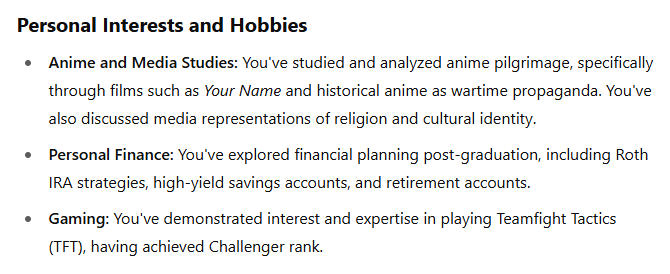 Personal Interests and Hobbies
• Anime and Media Studies: You've studied and analyzed anime pilgrimage, specifically
through films such as Your Name and historical anime as wartime propaganda. You've
also discussed media representations of religion and cultural identity.
• Personal Finance: You've explored financial planning post-graduation, including Roth
IRA strategies, high-yield savings accounts, and retirement accounts.
• Gaming: You've demonstrated interest and expertise in playing Teamfight Tactics
(TFT), having achieved Challenger rank.